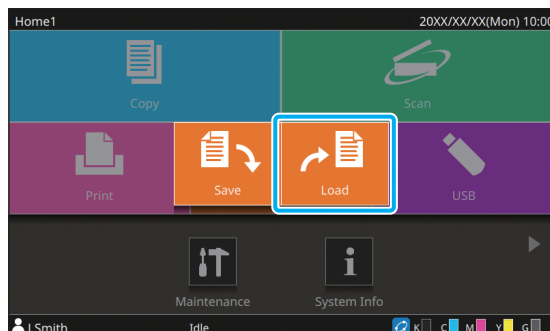 Home1 20XX/XX/XX(Mon) 10:00
Copy Scan
Print Save Load USB
Maintenance System Info
J.Smith Idle K C M Y G